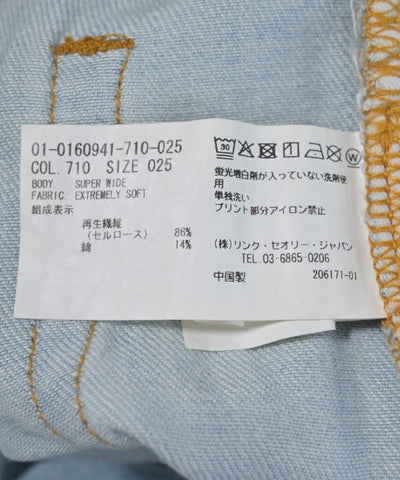 01-0160941-710-025
COL. 710 SIZE 025
BODY. SUPER WIDE
FABRIC. EXTREMELY SOFT
組成表示
再生繊維
(セルロース) 86%
綿 14%
30
W
蛍光増白剤が入っていない洗剤使
用
単独洗い
プリント部分アイロン禁止
(株)リンク・セオリー・ジャパン
TEL. 03-6865-0206
中国製 206171-01